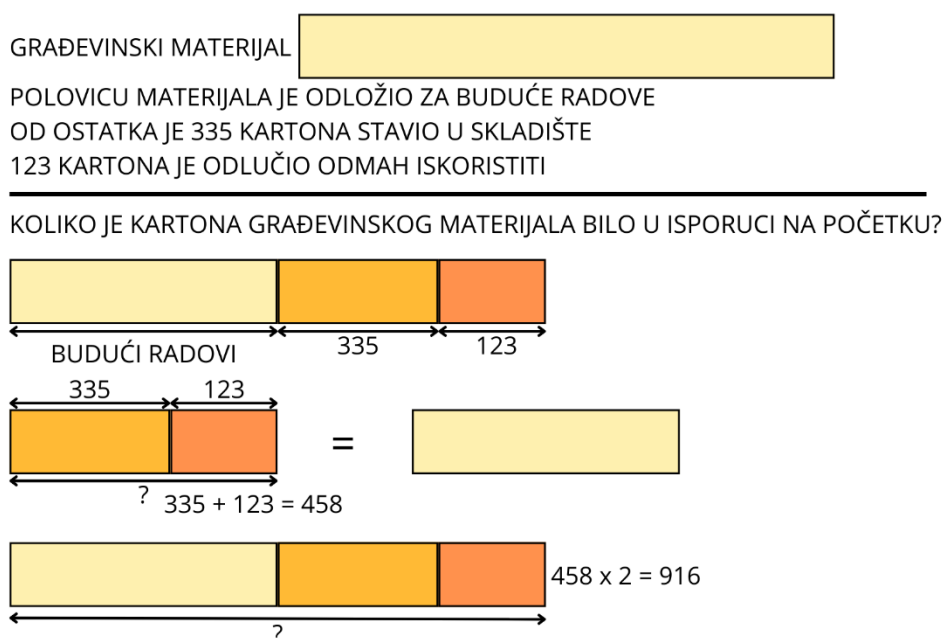 GRAĐEVINSKI MATERIJAL
POLOVICU MATERIJALA JE ODLOŽIO ZA BUDUĆE RADOVE
OD OSTATKA JE 335 KARTONA STAVIO U SKLADIŠTE
123 KARTONA JE ODLUČIO ODMAH ISKORISTITI
KOLIKO JE KARTONA GRAĐEVINSKOG MATERIJALA BILO U ISPORUCI NA POČETKU?
BUDUĆI RADOVI 335 123
335 123
=
? 335 + 123 = 458
458 x 2 = 916
?